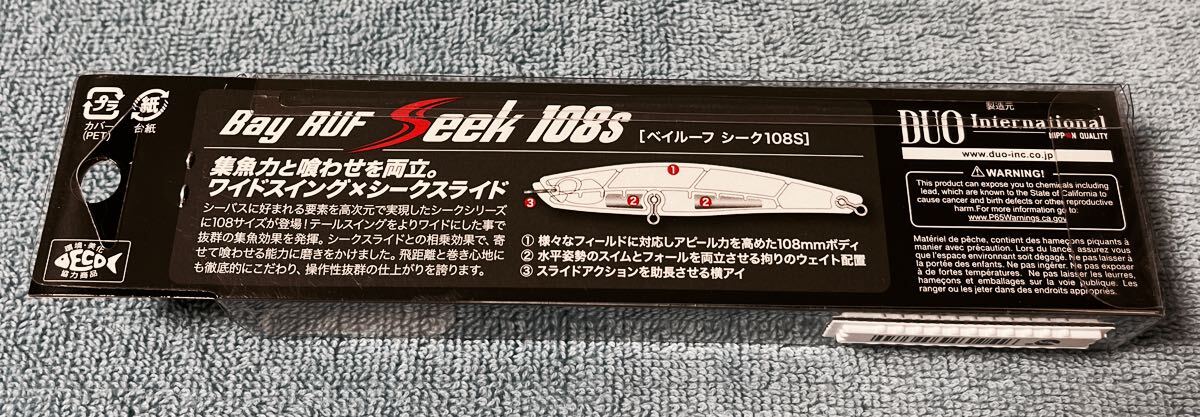 プラ
カバー
(PET)
紙
台紙
環境・美化
ECO
協力商品
Bay RUF Seek 108s [ベイルーフ シーク108S]
集魚力と喰わせを両立。
ワイドスイング×シークスライド
シーバスに好まれる要素を高次元で実現したシークシリーズ
に108サイズが登場!テールスイングをよりワイドにした事で
抜群の集魚効果を発揮。シークスライドとの相乗効果で、寄
せて喰わせる能力に磨きをかけました。飛距離と巻き心地に
も徹底的にこだわり、操作性抜群の仕上がりを誇ります。
①
② ②
③
① 様々なフィールドに対応しアピール力を高めた108mmボディ
② 水平姿勢のスイムとフォールを両立させる拘りのウェイト配置
③ スライドアクションを助長させる横アイ
製造元
DUO International
NIPPON QUALITY
www.duo-inc.co.jp
⚠ WARNING!
This product can expose you to chemicals including
lead, which are known to the State of California to
cause cancer and birth defects or other reproductive
harm.For more information go to:
www.P65Warnings.ca.gov
Matériel de pêche, contient des hameçons piquants à
manier avec précaution. Lors du lancé, assurez vous
que l'espace environnant soit dégagé. Ne pas laisser à
la portée des enfants. Ne pas ingérer. Ne pas exposer
à de fortes températures. Ne pas laisser les leurres,
hameçons et emballages sur la voie publique. Les
ranger ou les jeter dans des endroits appropriés.